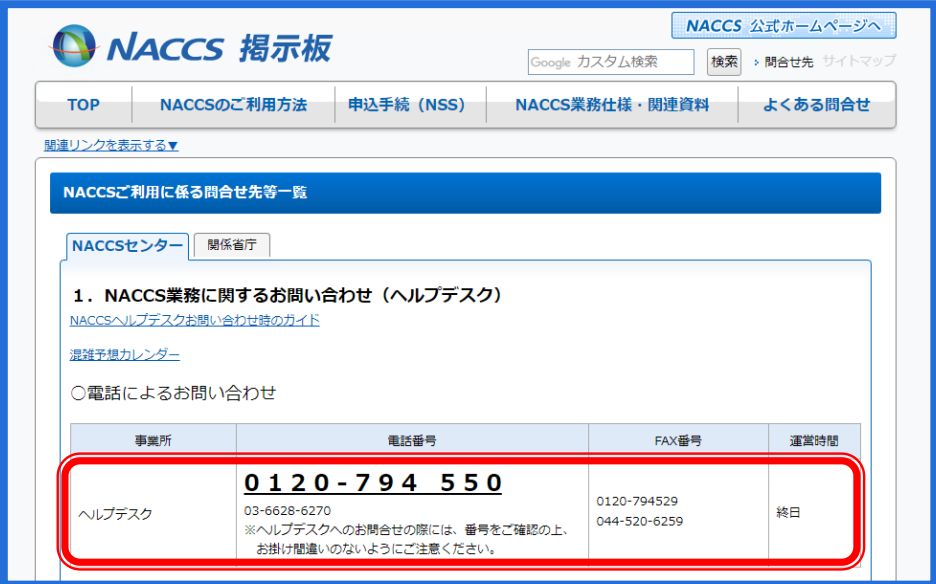 NACCS 掲示板
NACCS 公式ホームページへ
Google カスタム検索
検索
問合せ先 サイトマップ
TOP
NACCSのご利用方法
申込手続（NSS）
NACCS業務仕様・関連資料
よくある問合せ
関連リンクを表示する▼
NACCSご利用に係る問合せ先等一覧
NACCSセンター
関係省庁
１．NACCS業務に関するお問い合わせ（ヘルプデスク）
NACCSヘルプデスクお問い合わせ時のガイド
混雑予想カレンダー
○電話によるお問い合わせ
事業所
電話番号
FAX番号
運営時間
ヘルプデスク
0120-794 550
03-6628-6270
※ヘルプデスクへのお問合せの際には、番号をご確認の上、
お掛け間違いのないようにご注意ください。
0120-794529
044-520-6259
終日